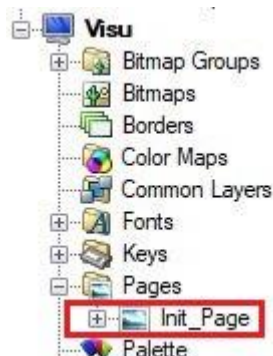 Visu
Bitmap Groups
Bitmaps
Borders
Color Maps
Common Layers
Fonts
Keys
Pages
Init_Page
Palette